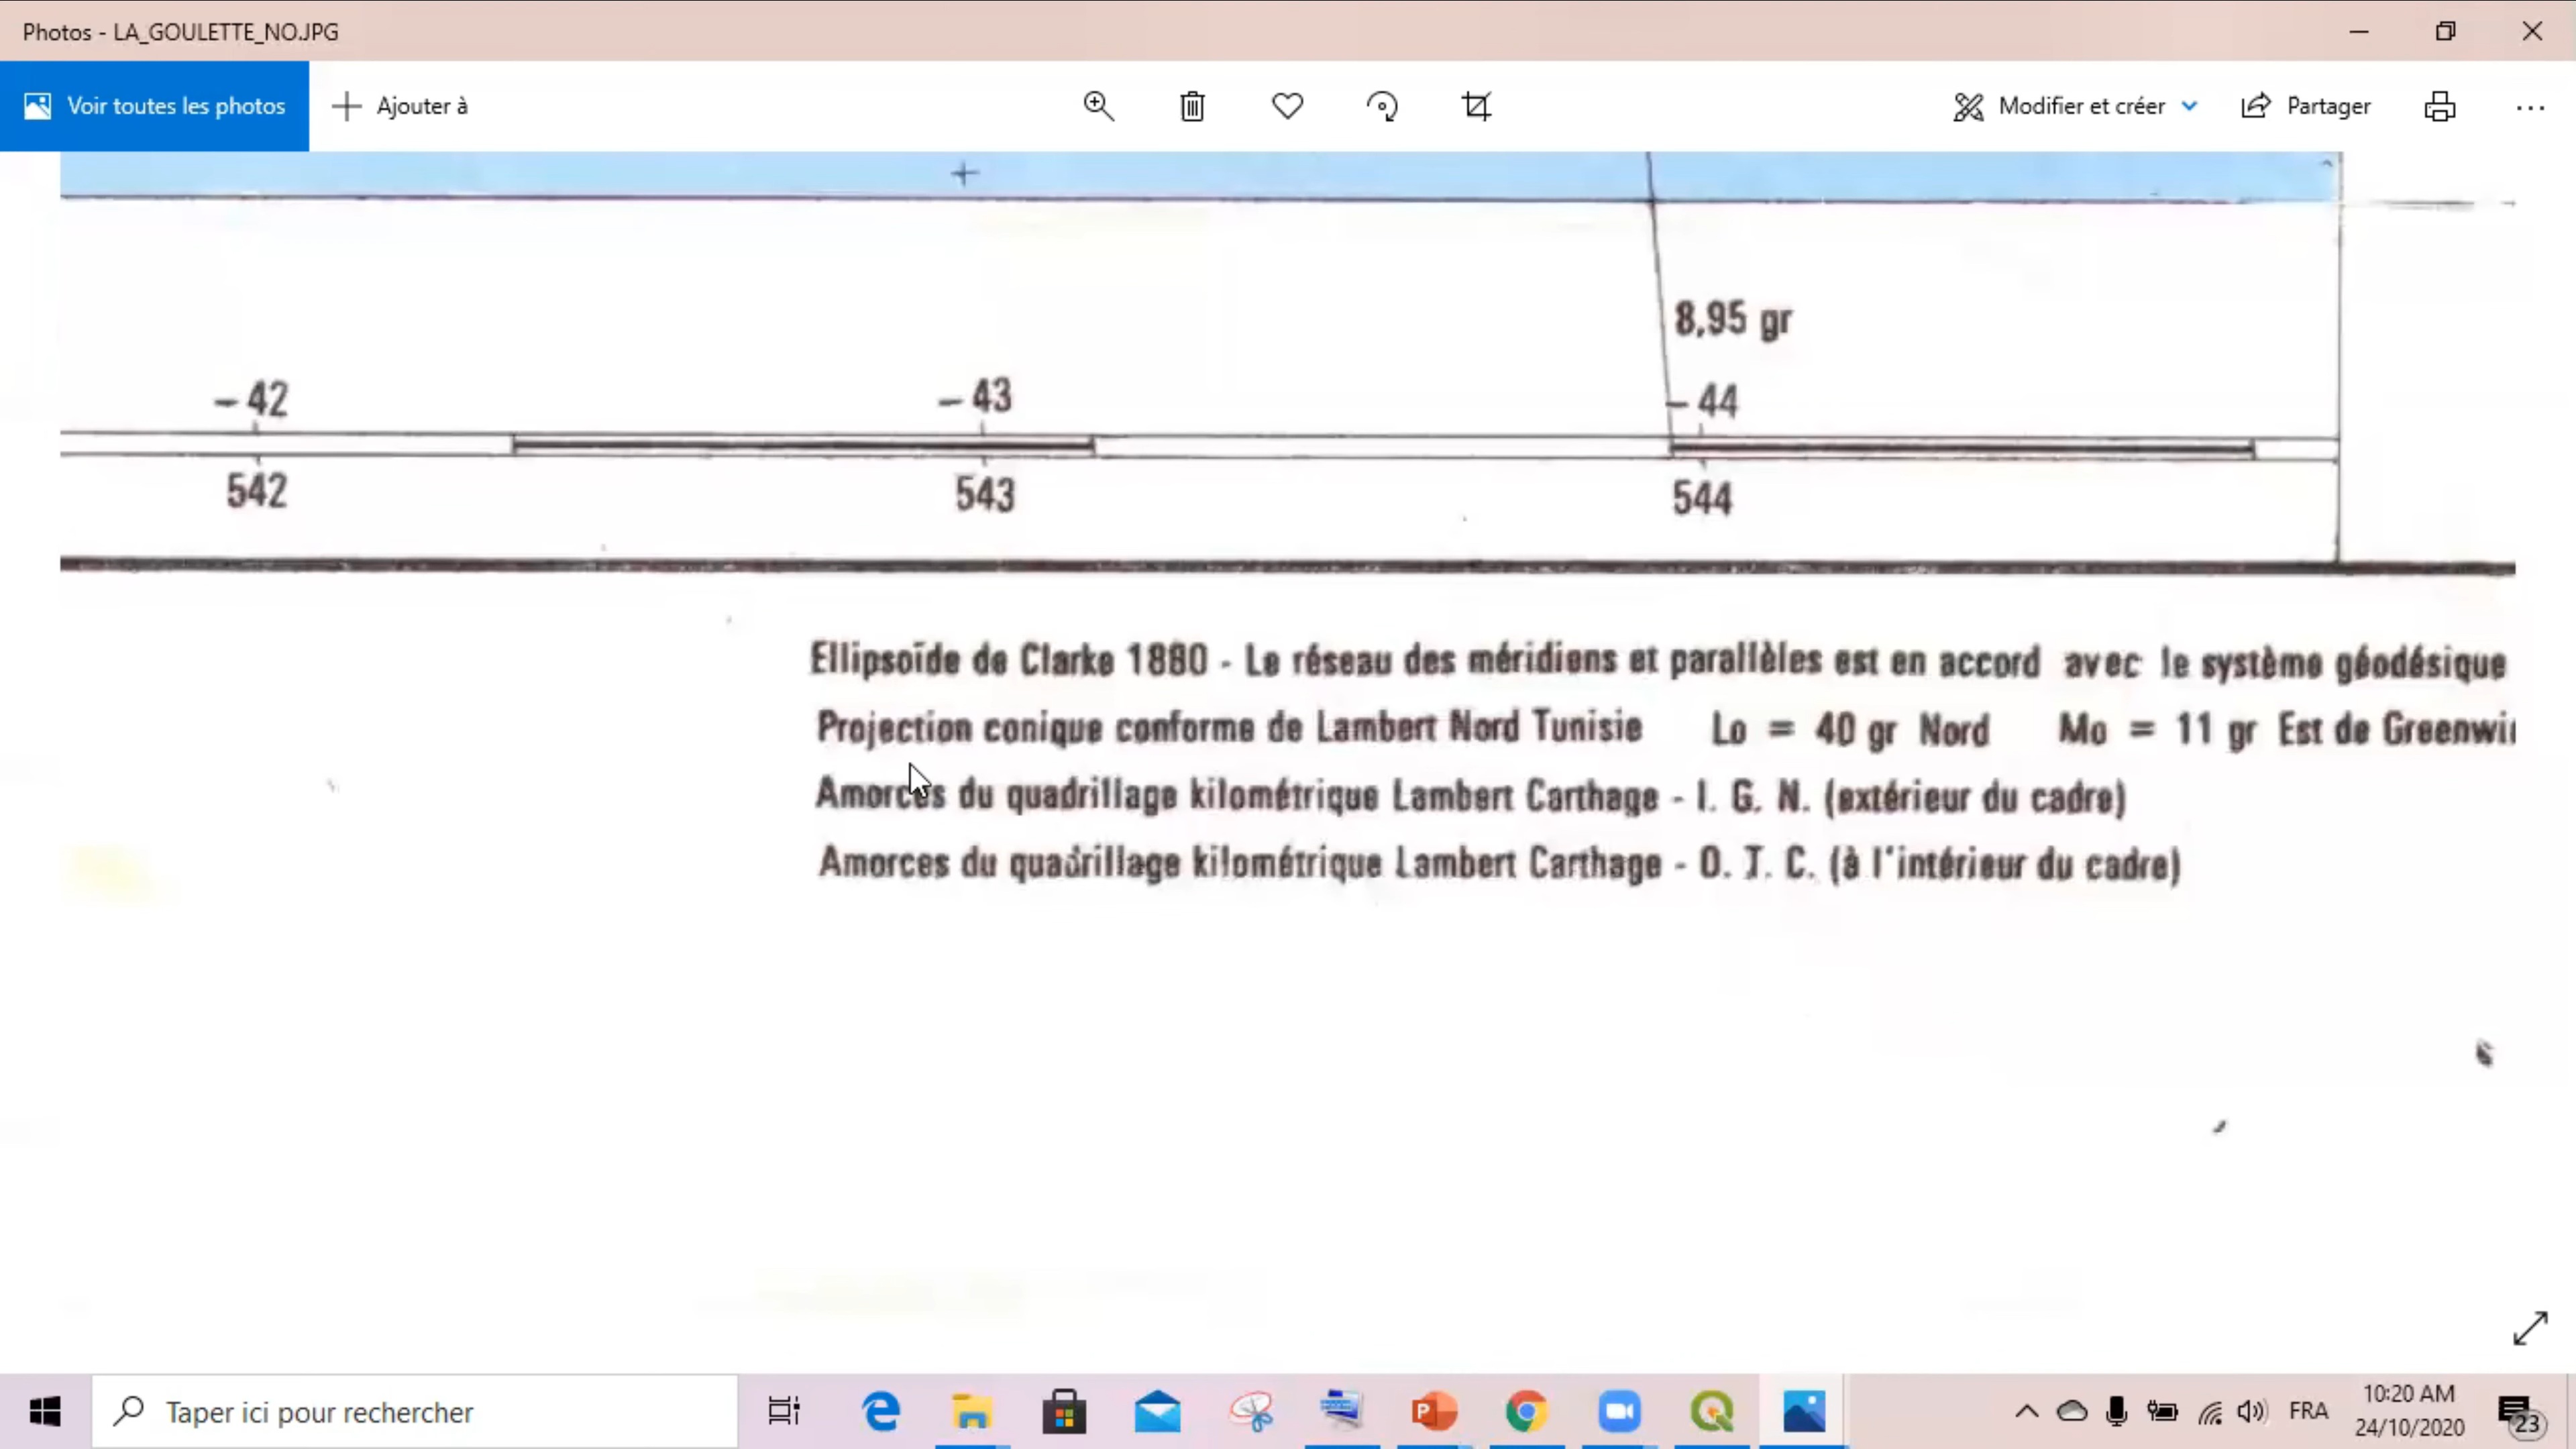 Photos - LA_GOULETTE_NO.JPG
Voir toutes les photos
Ajouter à
Modifier et créer
Partager
8,95 gr
- 42
- 43
- 44
542
543
544
Ellipsoïde de Clarke 1880 - Le réseau des méridiens et parallèles est en accord avec le système géodésique
Projection conique conforme de Lambert Nord Tunisie Lo = 40 gr Nord Mo = 11 gr Est de Greenwi
Amorces du quadrillage kilométrique Lambert Carthage - I. G. N. (extérieur du cadre)
Amorces du quadrillage kilométrique Lambert Carthage - O. T. C. (à l'intérieur du cadre)
Taper ici pour rechercher
FRA
10:20 AM
24/10/2020
23